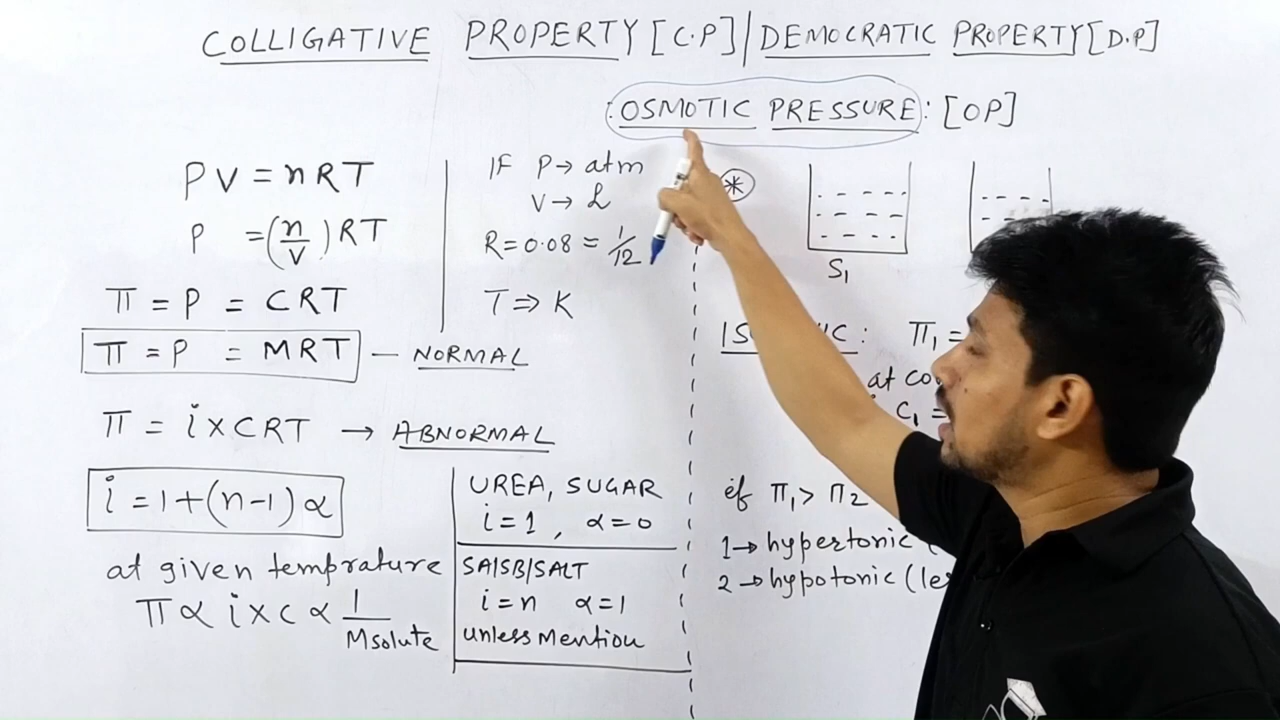 COLLIGATIVE PROPERTY [C.P] / DEMOCRATIC PROPERTY [D.P]
: OSMOTIC PRESSURE : [OP]
PV = nRT
P = (n/V) RT
π = P = CRT
π = P = MRT — NORMAL
π = i × CRT → ABNORMAL
i = 1 + (n-1) α
at given temprature
π α i × c α 1/Msolute
IF P → atm
V → L
R = 0.08 = 1/12
T ⇒ K
UREA, SUGAR
i = 1 , α = 0
SA/SB/SALT
i = n α = 1
unless Mention
*
S1
π1 =
at
C1 =
if π1 > π2
1 → hypertonic (
2 → hypotonic (